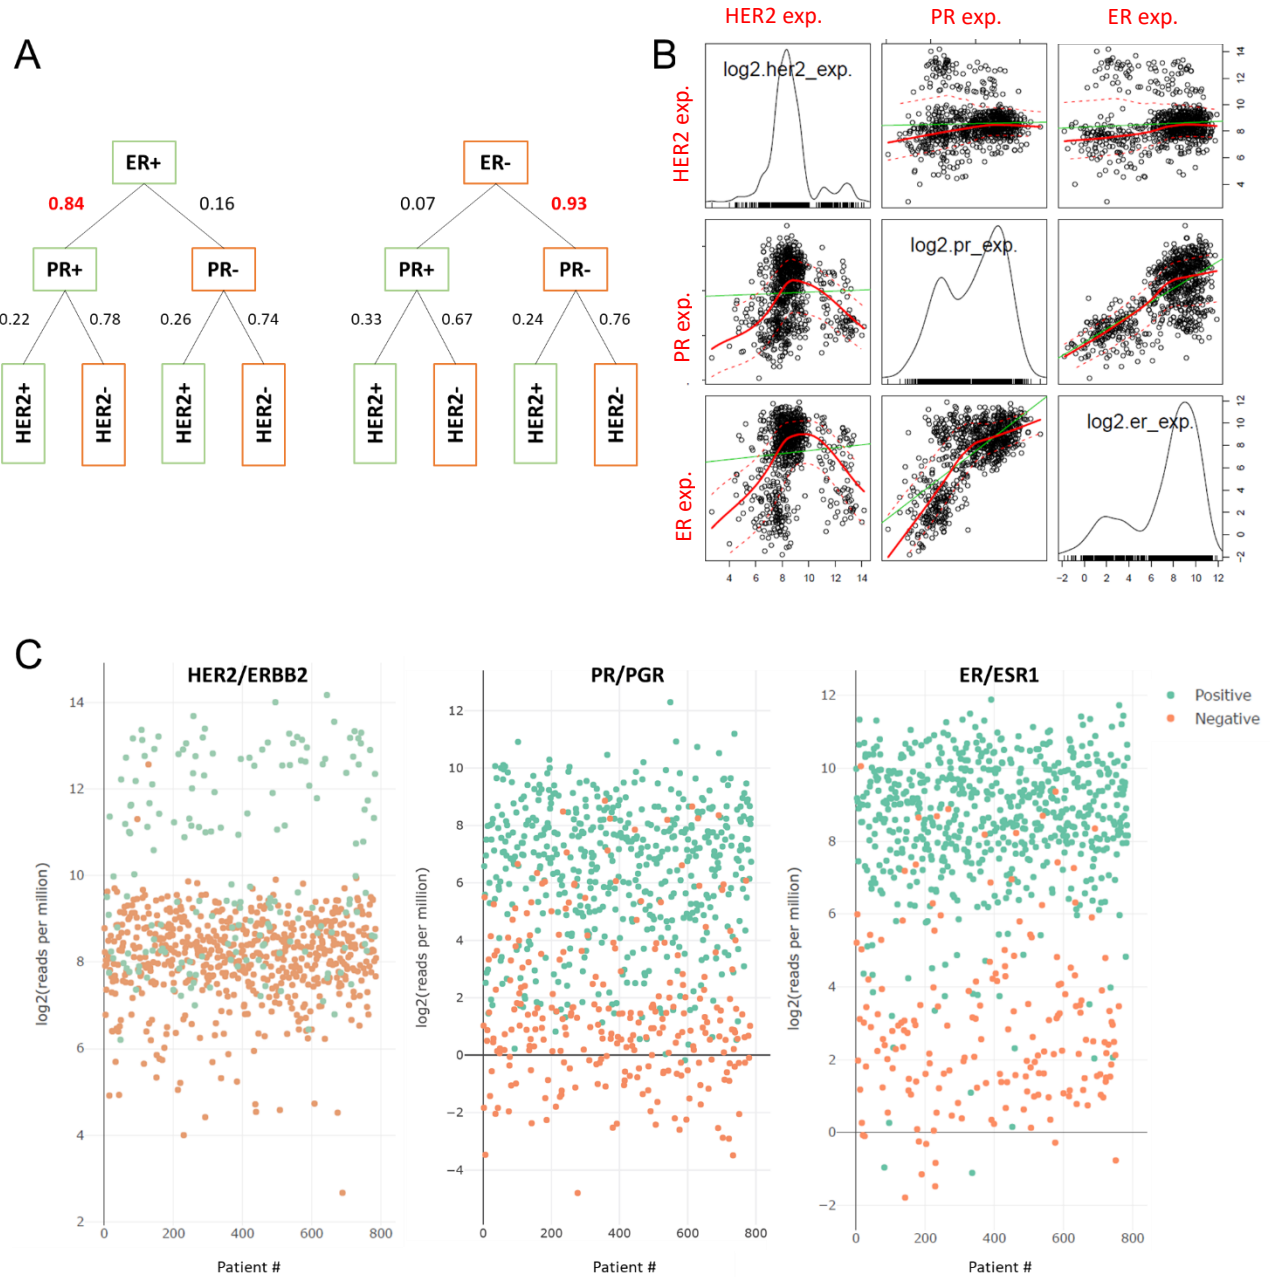 A
ER+
0.84
0.16
PR+
PR-
0.22
0.78
0.26
0.74
HER2+
HER2-
HER2+
HER2-
ER-
0.07
0.93
PR+
PR-
0.33
0.67
0.24
0.76
HER2+
HER2-
HER2+
HER2-
B
HER2 exp.
PR exp.
ER exp.
HER2 exp.
log2.her2_exp.
14
12
10
8
6
4
PR exp.
log2.pr_exp.
ER exp.
log2.er_exp.
12
10
8
6
4
2
0
−2
4 6 8 10 12 14
−2 0 2 4 6 8 10 12
C
HER2/ERBB2
log2(reads per million)
14
12
10
8
6
4
2
0 200 400 600 800
Patient #
PR/PGR
log2(reads per million)
12
10
8
6
4
2
0
−2
−4
0 200 400 600 800
Patient #
ER/ESR1
log2(reads per million)
12
10
8
6
4
2
0
−2
0 200 400 600 800
Patient #
Positive
Negative